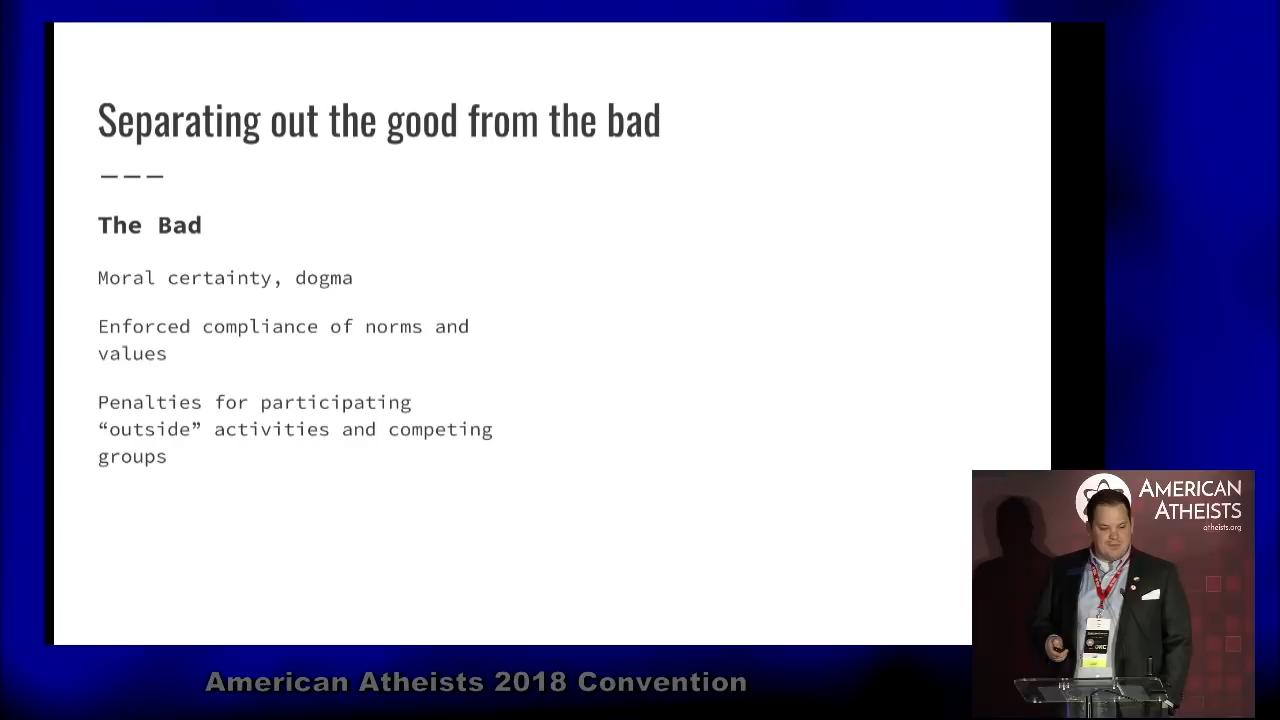 Separating out the good from the bad
The Bad
Moral certainty, dogma
Enforced compliance of norms and
values
Penalties for participating
“outside” activities and competing
groups
AMERICAN
ATHEISTS
atheists.org
American Atheists 2018 Convention